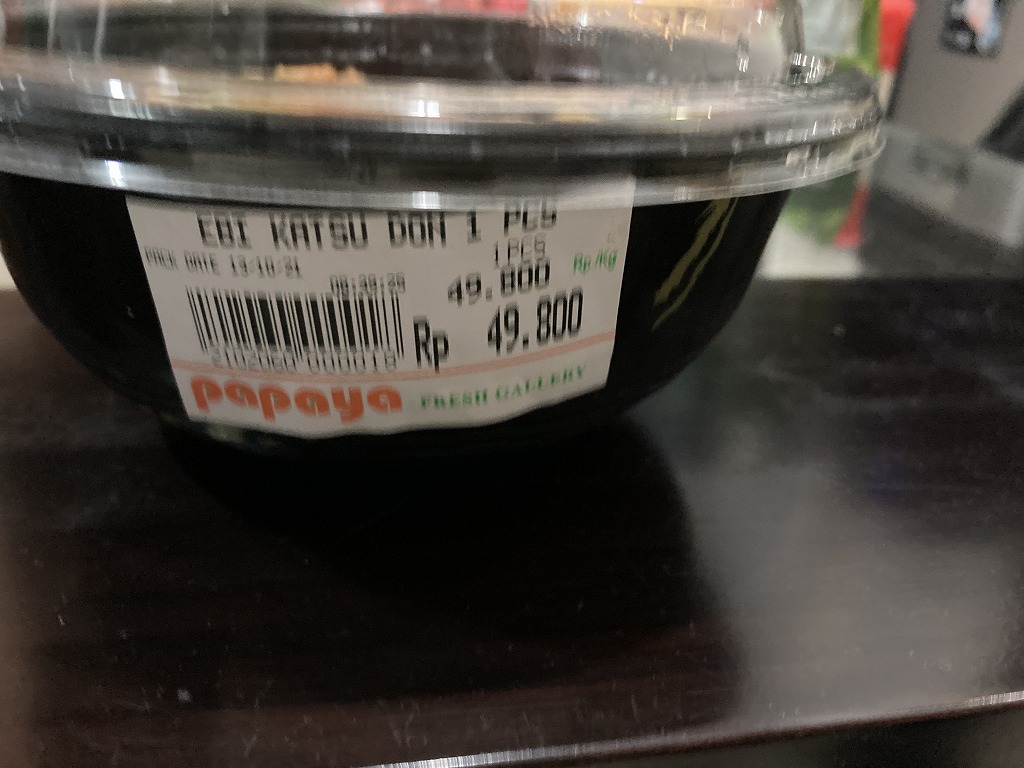 EBI KATSU DON 1 PCS
1PCS
PACK DATE 13-10-21
Rp/Kg
49.800
Rp 49.800
papaya FRESH GALLERY